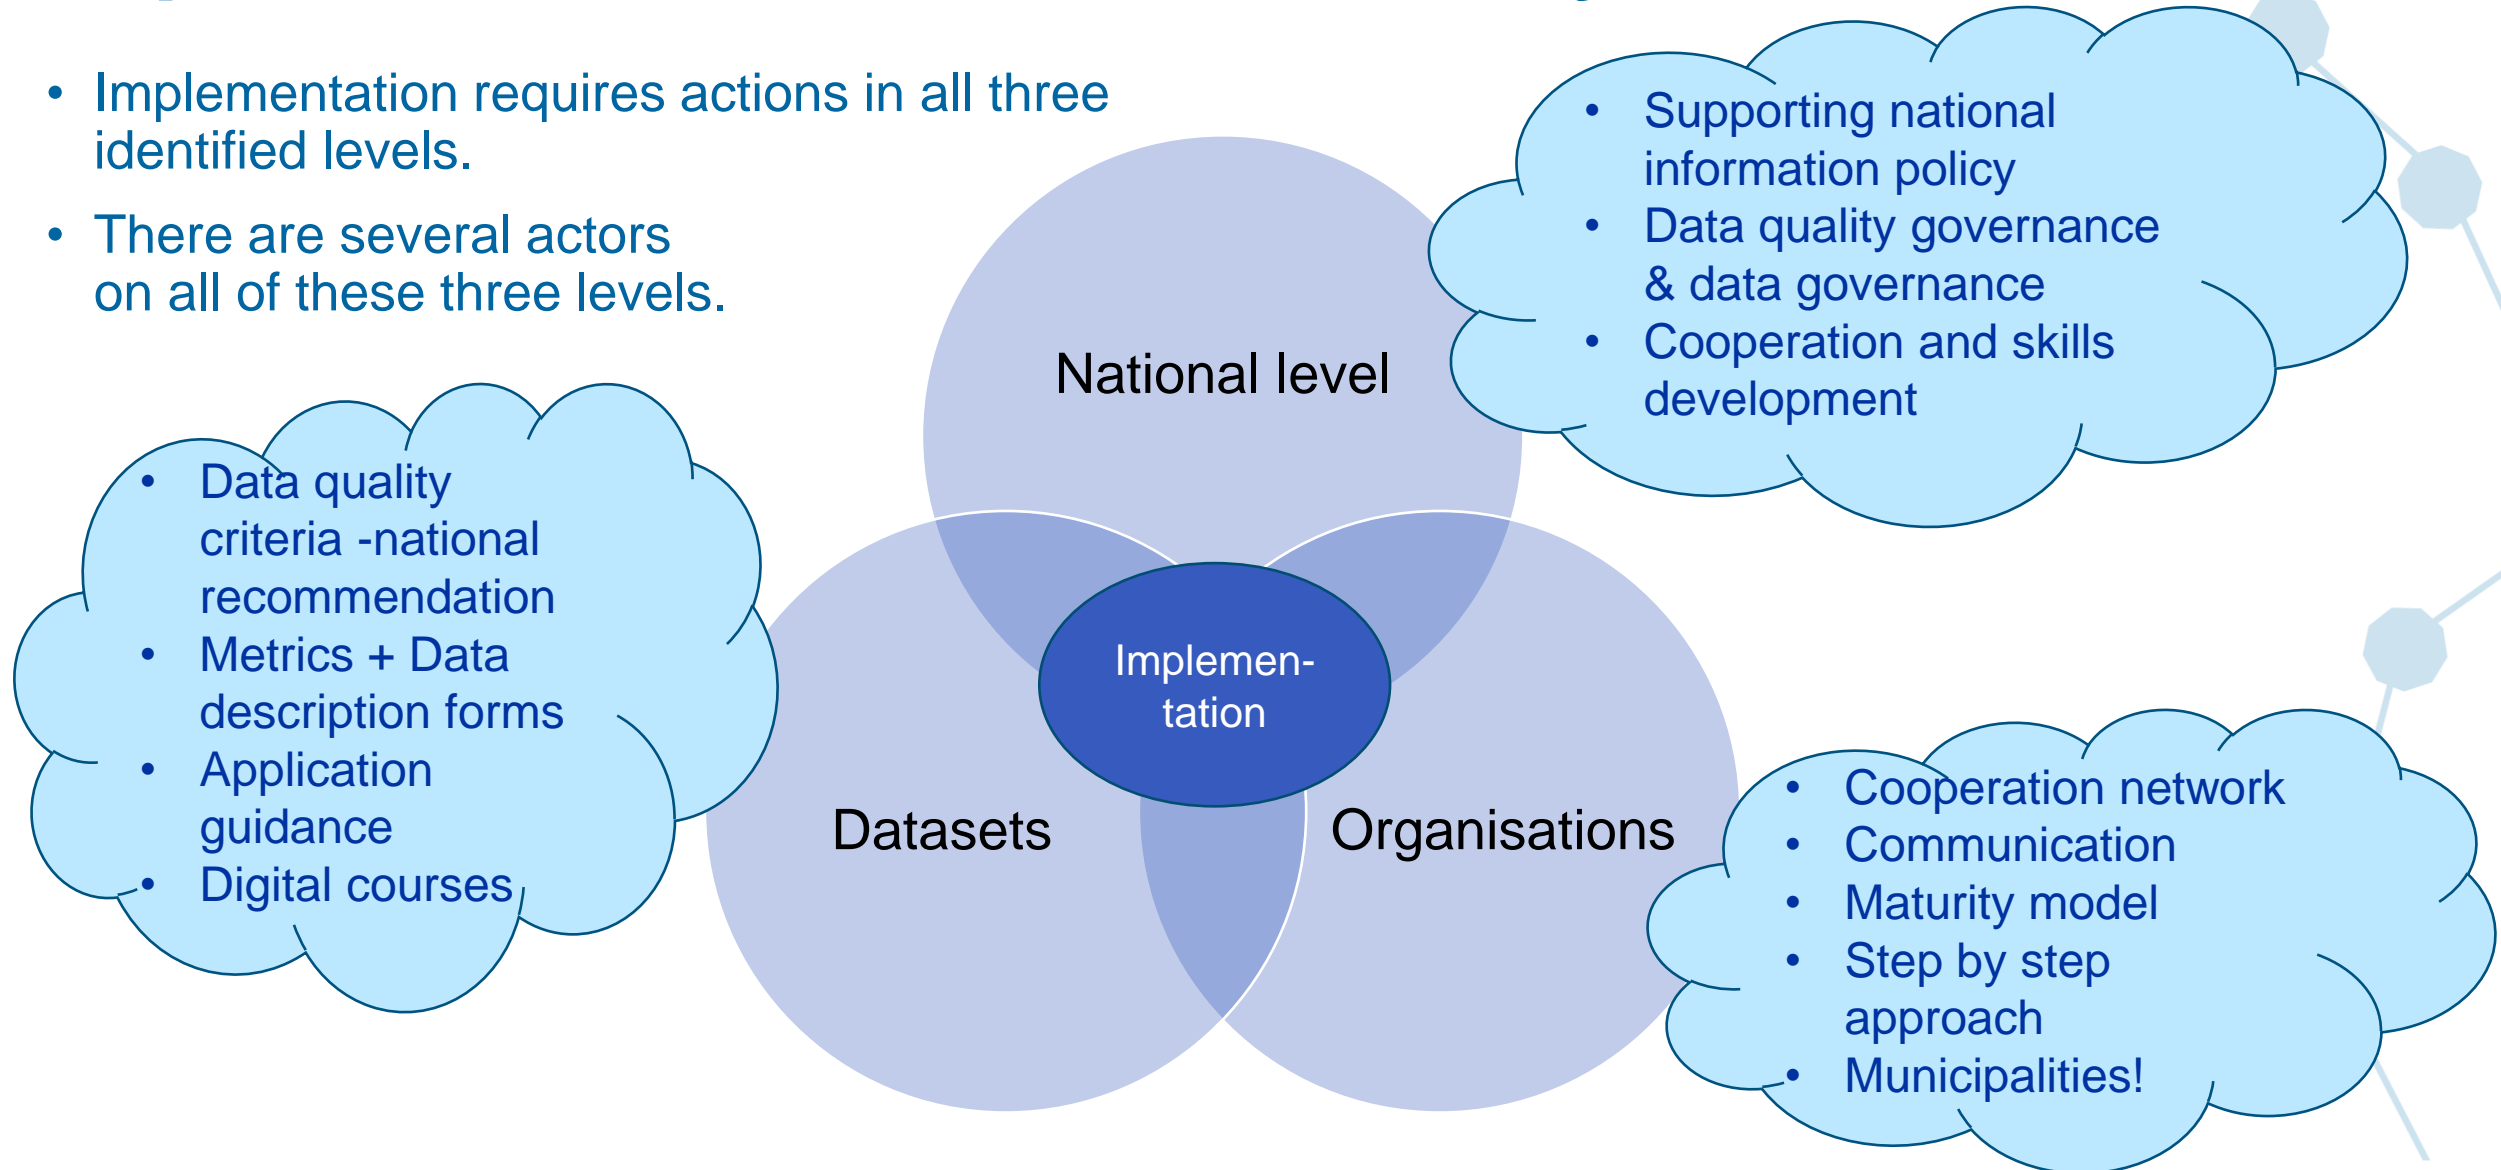 • Implementation requires actions in all three
identified levels.
• There are several actors
on all of these three levels.
• Supporting national
information policy
• Data quality governance
& data governance
• Cooperation and skills
development
National level
• Data quality
criteria -national
recommendation
• Metrics + Data
description forms
• Application
guidance
• Digital courses
Implemen-
tation
Datasets
Organisations
• Cooperation network
• Communication
• Maturity model
• Step by step
approach
• Municipalities!